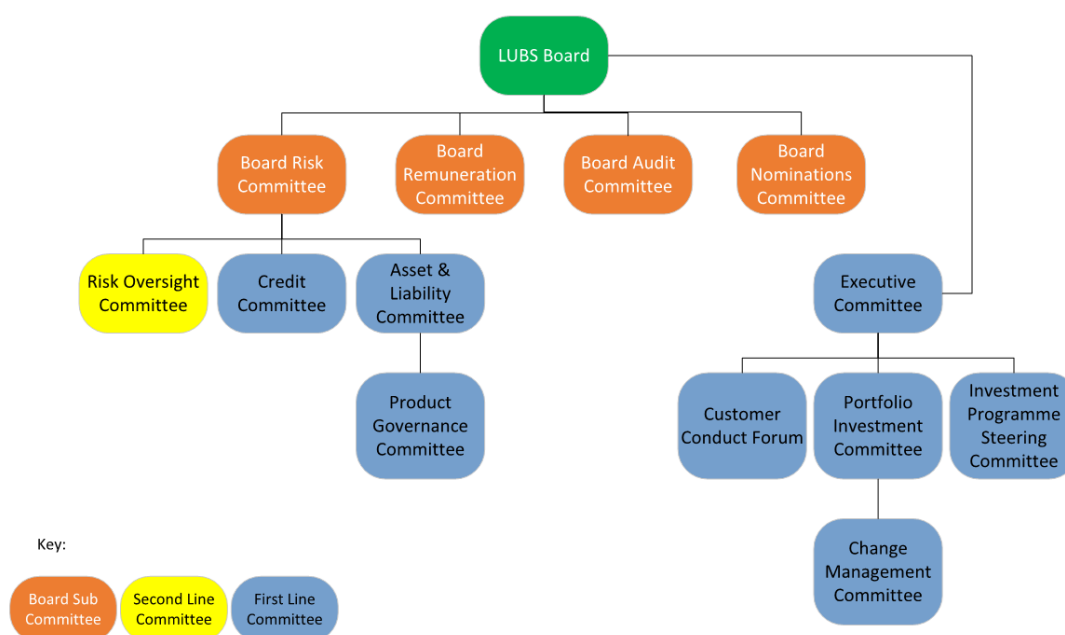 LUBS Board
Board Risk
Committee
Board
Remuneration
Committee
Board Audit
Committee
Board
Nominations
Committee
Risk Oversight
Committee
Credit
Committee
Asset &
Liability
Committee
Executive
Committee
Product
Governance
Committee
Customer
Conduct Forum
Portfolio
Investment
Committee
Investment
Programme
Steering
Committee
Change
Management
Committee
Key:
Board Sub
Committee
Second Line
Committee
First Line
Committee